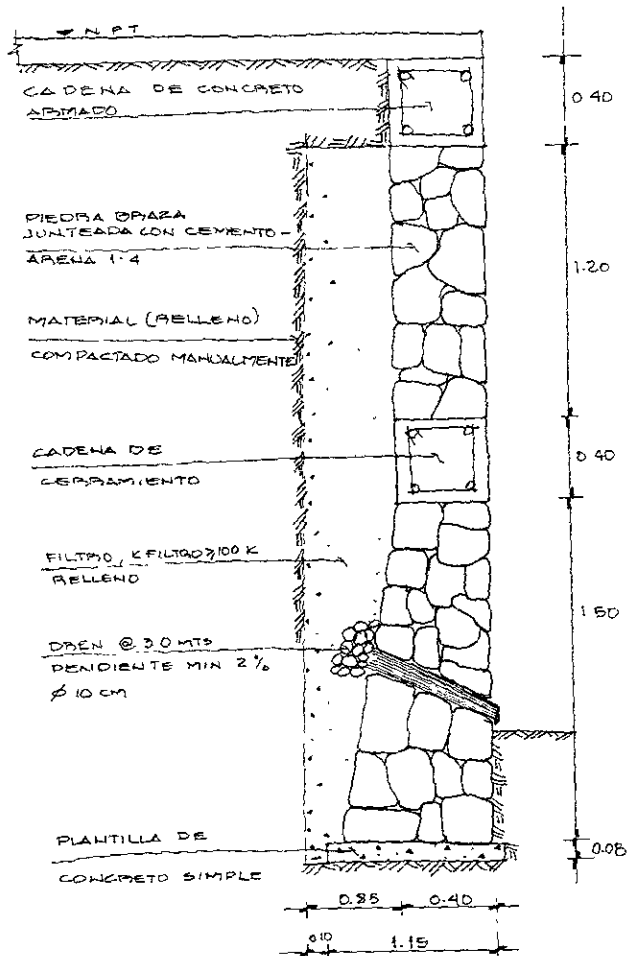 N.P.T
CADENA DE CONCRETO
ARMADO
0.40
PIEDRA BRAZA
JUNTEADA CON CEMENTO-
ARENA 1-4
1.20
MATERIAL (RELLENO)
COMPACTADO MANUALMENTE
CADENA DE
CERRAMIENTO
0.40
FILTRO, K FILTRO ≥ 100 K
RELLENO
1.50
DREN @ 3.0 MTS
PENDIENTE MIN 2%
Ø 10 CM
PLANTILLA DE
CONCRETO SIMPLE
0.08
0.85 0.40
0.10 1.15